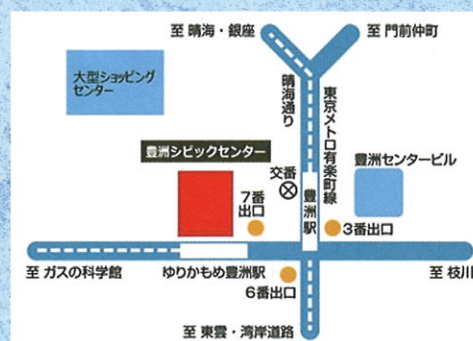 至 晴海・銀座
至 門前仲町
大型ショッピング
センター
晴海通り
東京メトロ有楽町線
豊洲シビックセンター
交番
豊洲センタービル
7番
出口
豊洲駅
3番出口
至 ガスの科学館
ゆりかもめ豊洲駅
至 枝川
6番出口
至 東雲・湾岸道路